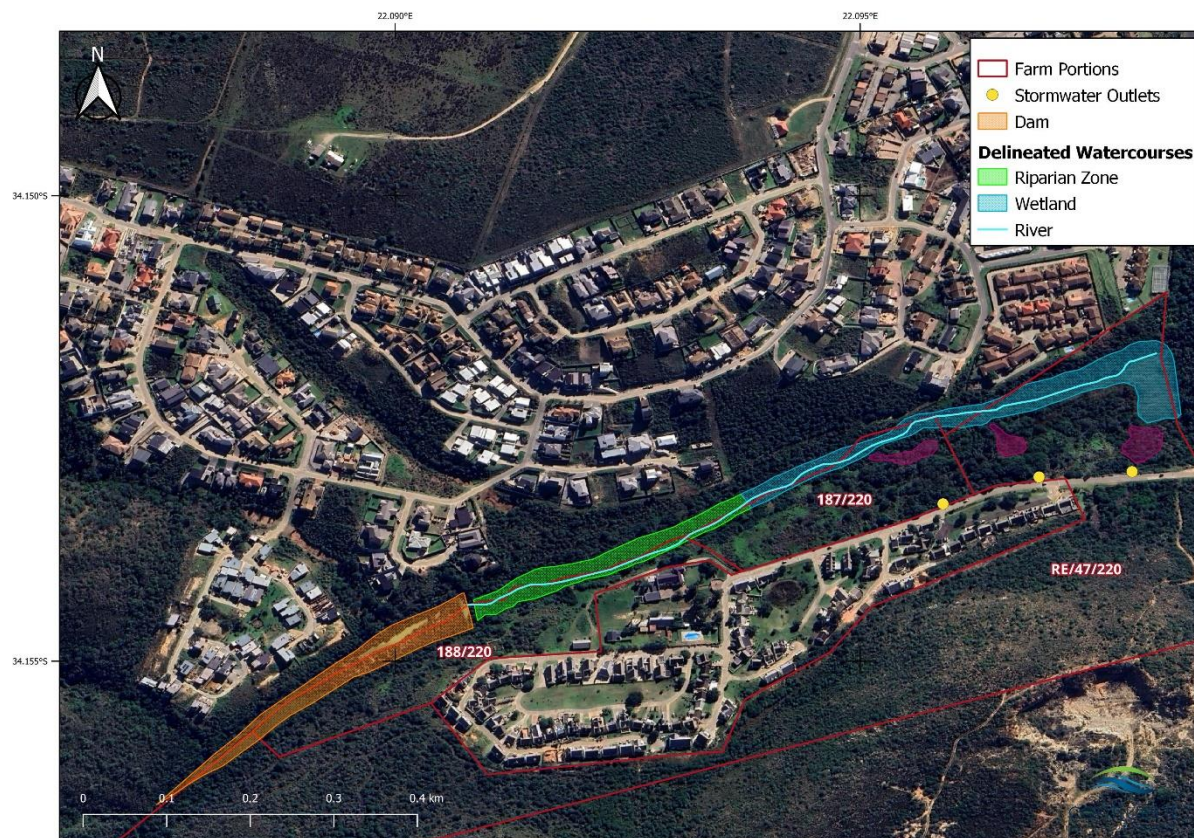 22.090°E
22.095°E
N
Farm Portions
Stormwater Outlets
Dam
Delineated Watercourses
Riparian Zone
Wetland
River
34.150°S
187/220
RE/47/220
188/220
34.155°S
0 0.1 0.2 0.3 0.4 km